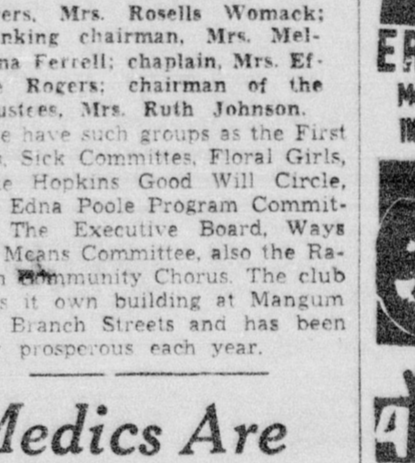 ers, Mrs. Rosells Womack;
nking chairman, Mrs. Mel-
na Ferrell; chaplain, Mrs. Ef-
Rogers; chairman of the
ustees, Mrs. Ruth Johnson.
e have such groups as the First
Sick Committes, Floral Girls,
e Hopkins Good Will Circle,
Edna Poole Program Commit-
The Executive Board, Ways
Means Committee, also the Ra-
Community Chorus. The club
s it own building at Mangum
Branch Streets and has been
prosperous each year.
Medics Are